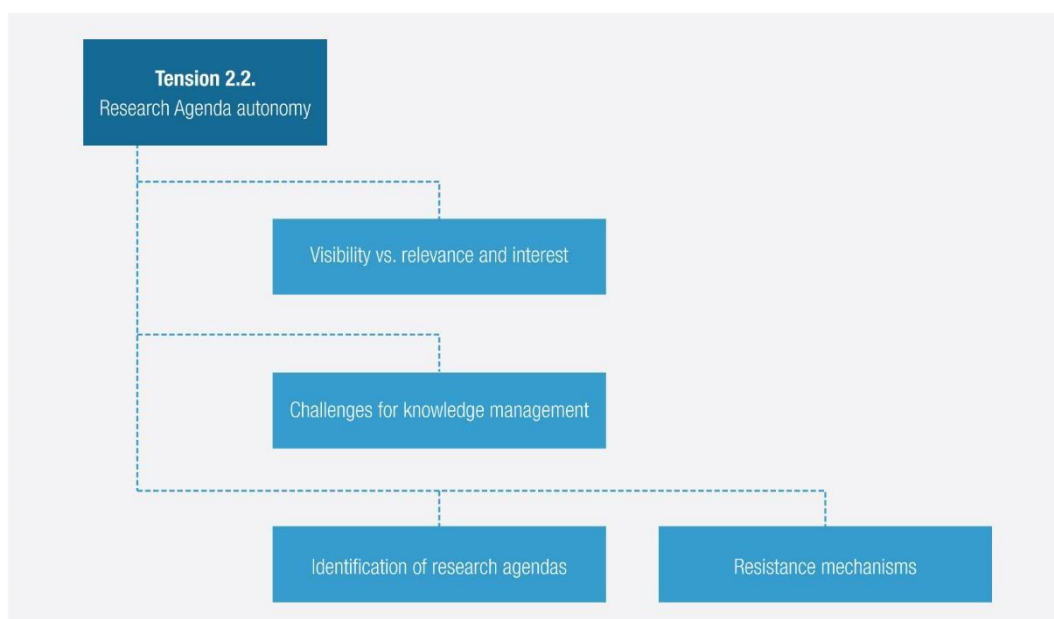 Tension 2.2.
Research Agenda autonomy
Visibility vs. relevance and interest
Challenges for knowledge management
Identification of research agendas
Resistance mechanisms